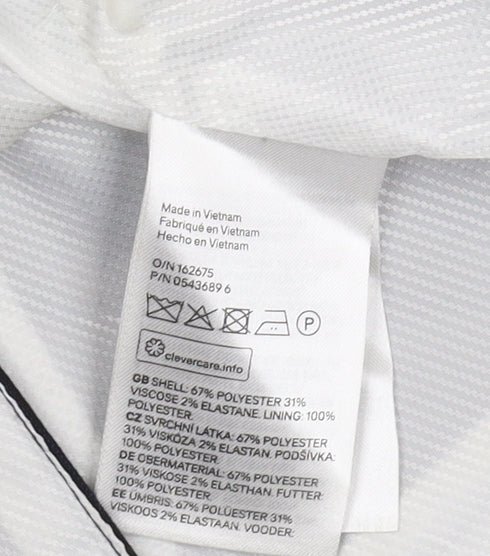 Made in Vietnam
Fabriqué en Vietnam
Hecho en Vietnam
O/N 162675
P/N 0543689 6
P
clevercare.info
GB SHELL: 67% POLYESTER 31%
VISCOSE 2% ELASTANE. LINING: 100%
POLYESTER.
CZ SVRCHNÍ LÁTKA: 67% POLYESTER
31% VISKÓZA 2% ELASTAN. PODŠÍVKA:
100% POLYESTER.
DE OBERMATERIAL: 67% POLYESTER
31% VISKOSE 2% ELASTHAN. FUTTER:
100% POLYESTER.
EE ÜMBRIS: 67% POLÜESTER 31%
VISKOOS 2% ELASTAAN. VOODER: